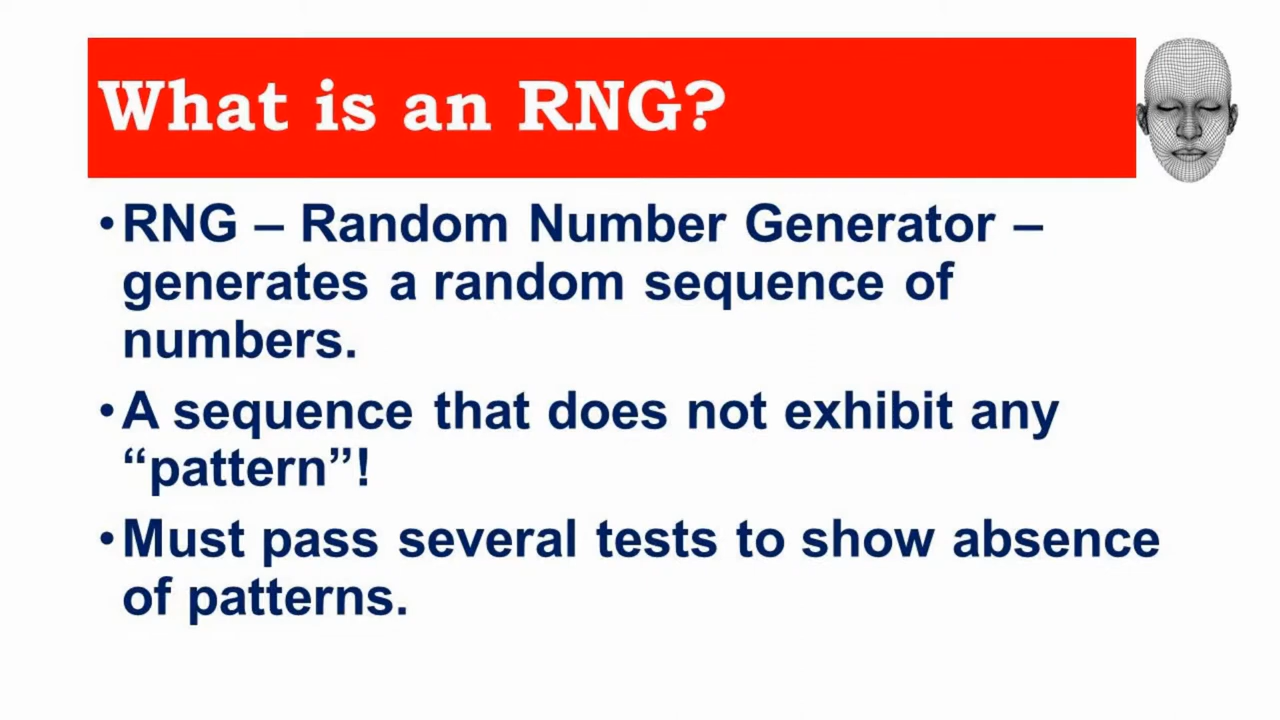 What is an RNG?
•RNG – Random Number Generator –
generates a random sequence of
numbers.
•A sequence that does not exhibit any
“pattern”!
•Must pass several tests to show absence
of patterns.